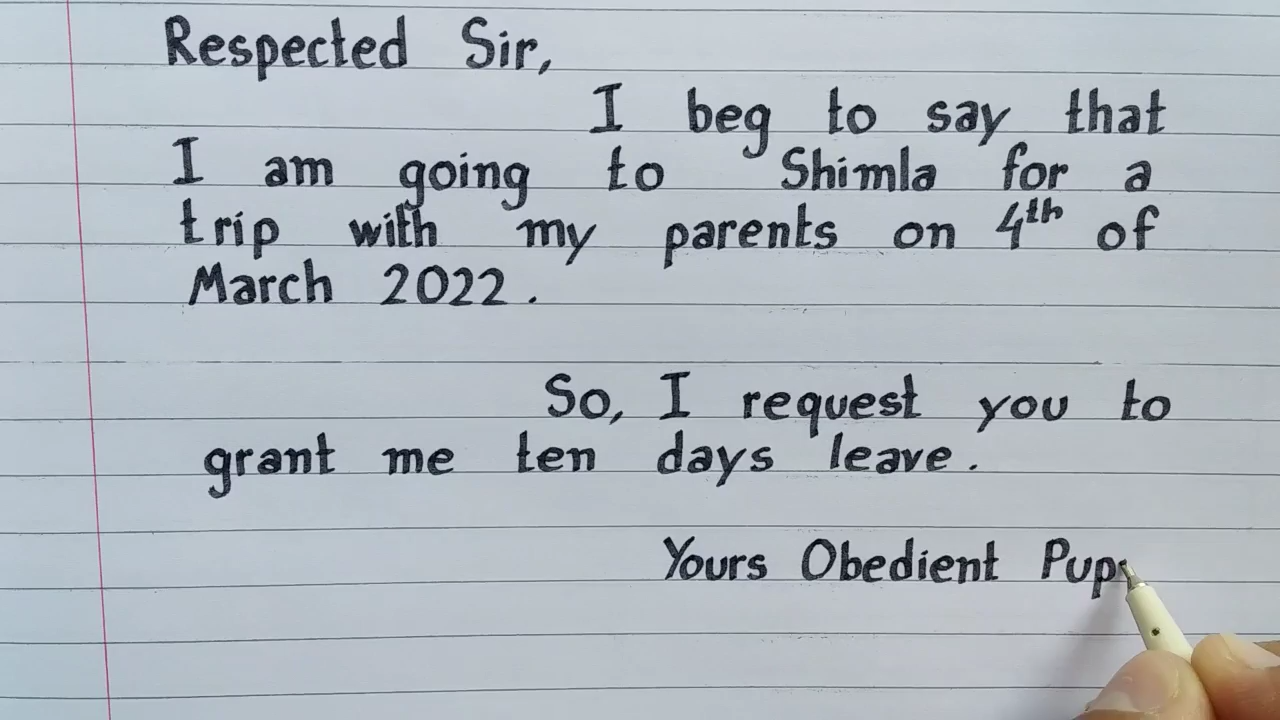 Respected Sir,
I beg to say that
I am going to Shimla for a
trip with my parents on 4th of
March 2022.
So, I request you to
grant me ten days leave.
Yours Obedient Pup